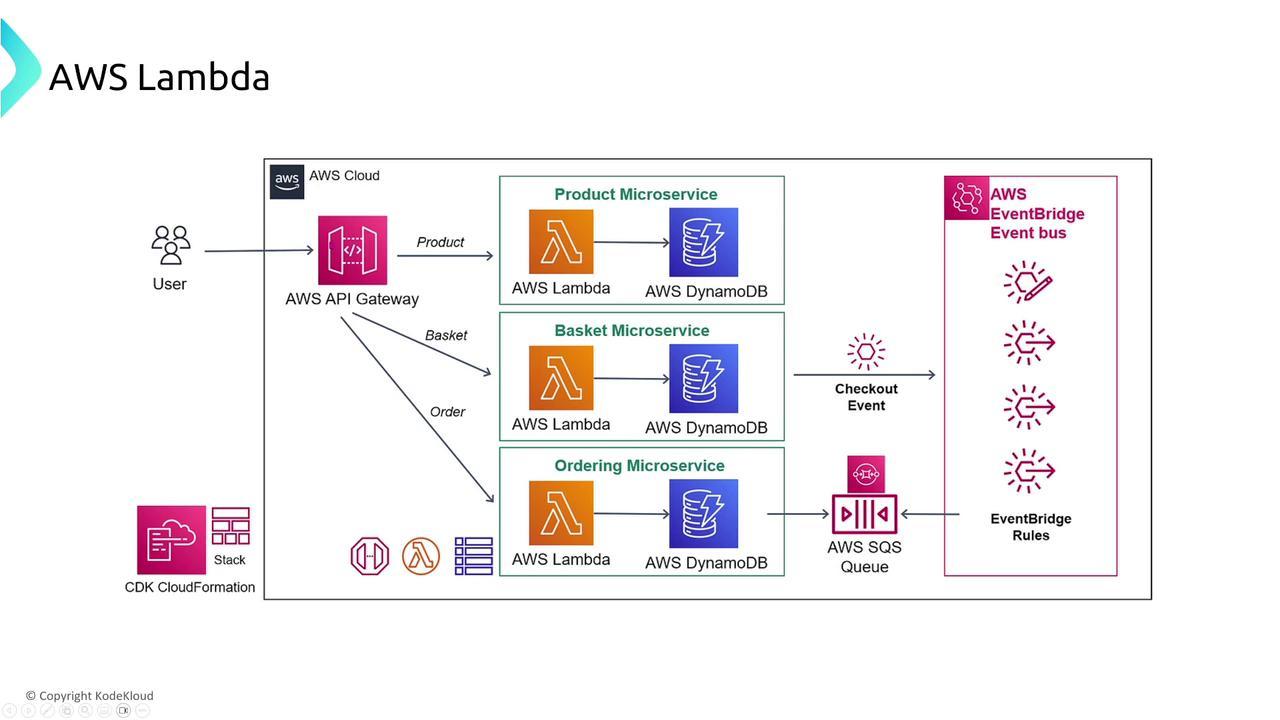 AWS Lambda
aws
AWS Cloud
User
AWS API Gateway
Product
Basket
Order
Product Microservice
AWS Lambda
AWS DynamoDB
Basket Microservice
AWS Lambda
AWS DynamoDB
Ordering Microservice
AWS Lambda
AWS DynamoDB
Checkout
Event
AWS SQS
Queue
AWS
EventBridge
Event bus
EventBridge
Rules
Stack
CDK CloudFormation
© Copyright KodeKloud